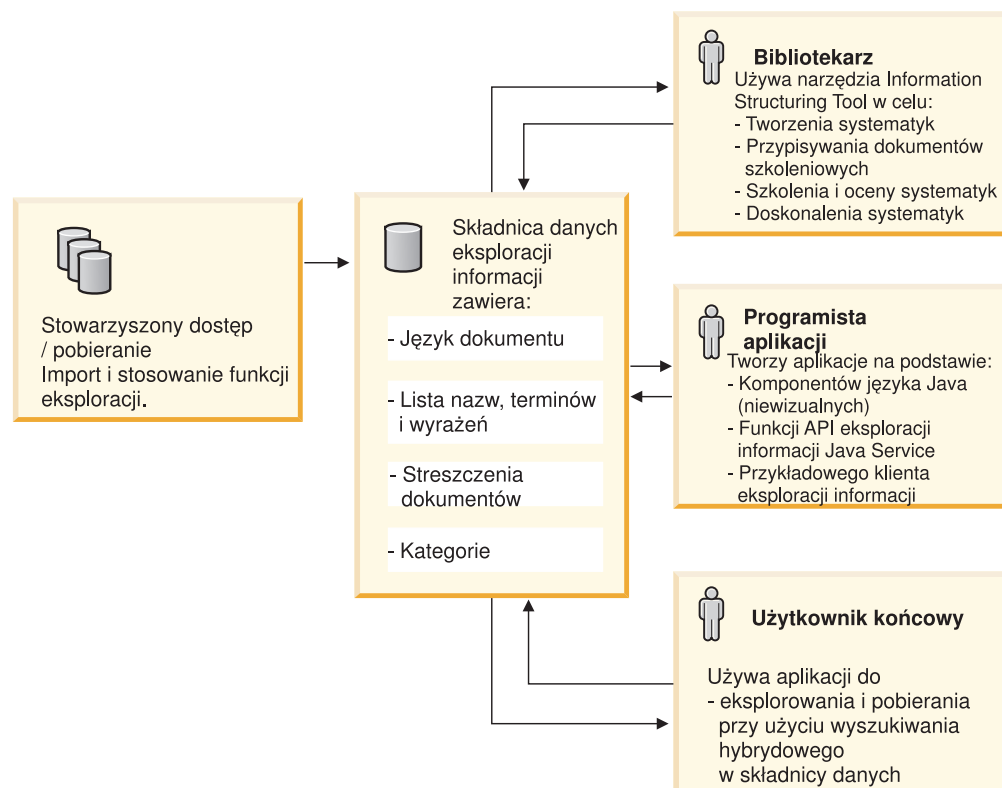 Stowarzyszony dostęp
/ pobieranie
Import i stosowanie funkcji
eksploracji.
Składnica danych
eksploracji
informacji
zawiera:
- Język dokumentu
- Lista nazw, terminów
i wyrażeń
- Streszczenia
dokumentów
- Kategorie
Bibliotekarz
Używa narzędzia Information
Structuring Tool w celu:
- Tworzenia systematyk
- Przypisywania dokumentów
szkoleniowych
- Szkolenia i oceny systematyk
- Doskonalenia systematyk
Programista
aplikacji
Tworzy aplikacje na podstawie:
- Komponentów języka Java
(niewizualnych)
- Funkcji API eksploracji
informacji Java Service
- Przykładowego klienta
eksploracji informacji
Użytkownik końcowy
Używa aplikacji do
- eksplorowania i pobierania
przy użyciu wyszukiwania
hybrydowego
w składnicy danych